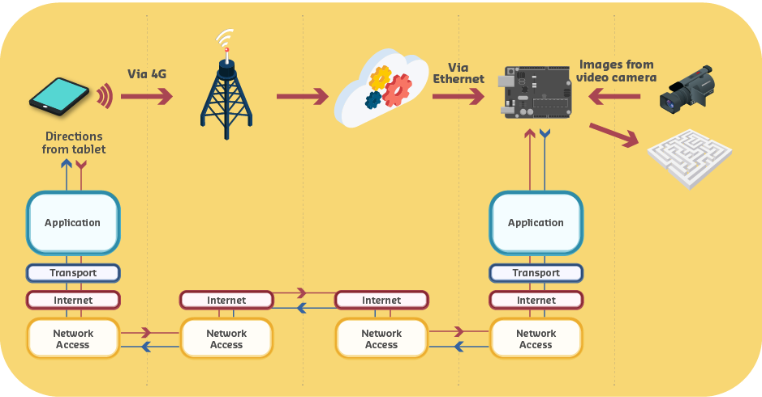 Via 4G
Via
Ethernet
Images from
video camera
Directions
from tablet
Application
Application
Transport
Transport
Internet
Internet
Internet
Internet
Network
Access
Network
Access
Network
Access
Network
Access